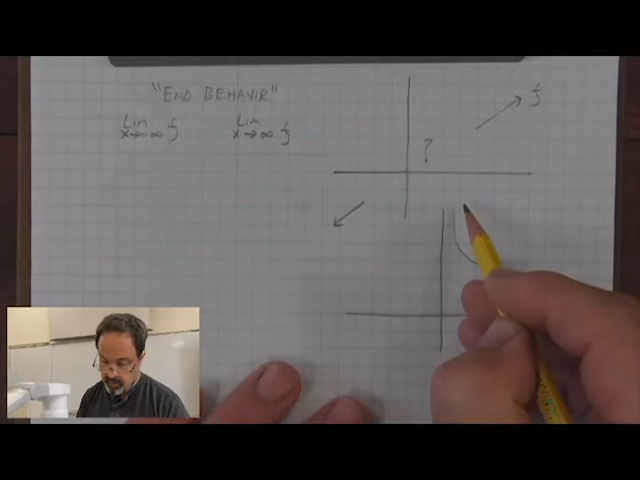 "END BEHAVIR"
Lim x→-∞ f
Lim x→∞ f
f
?